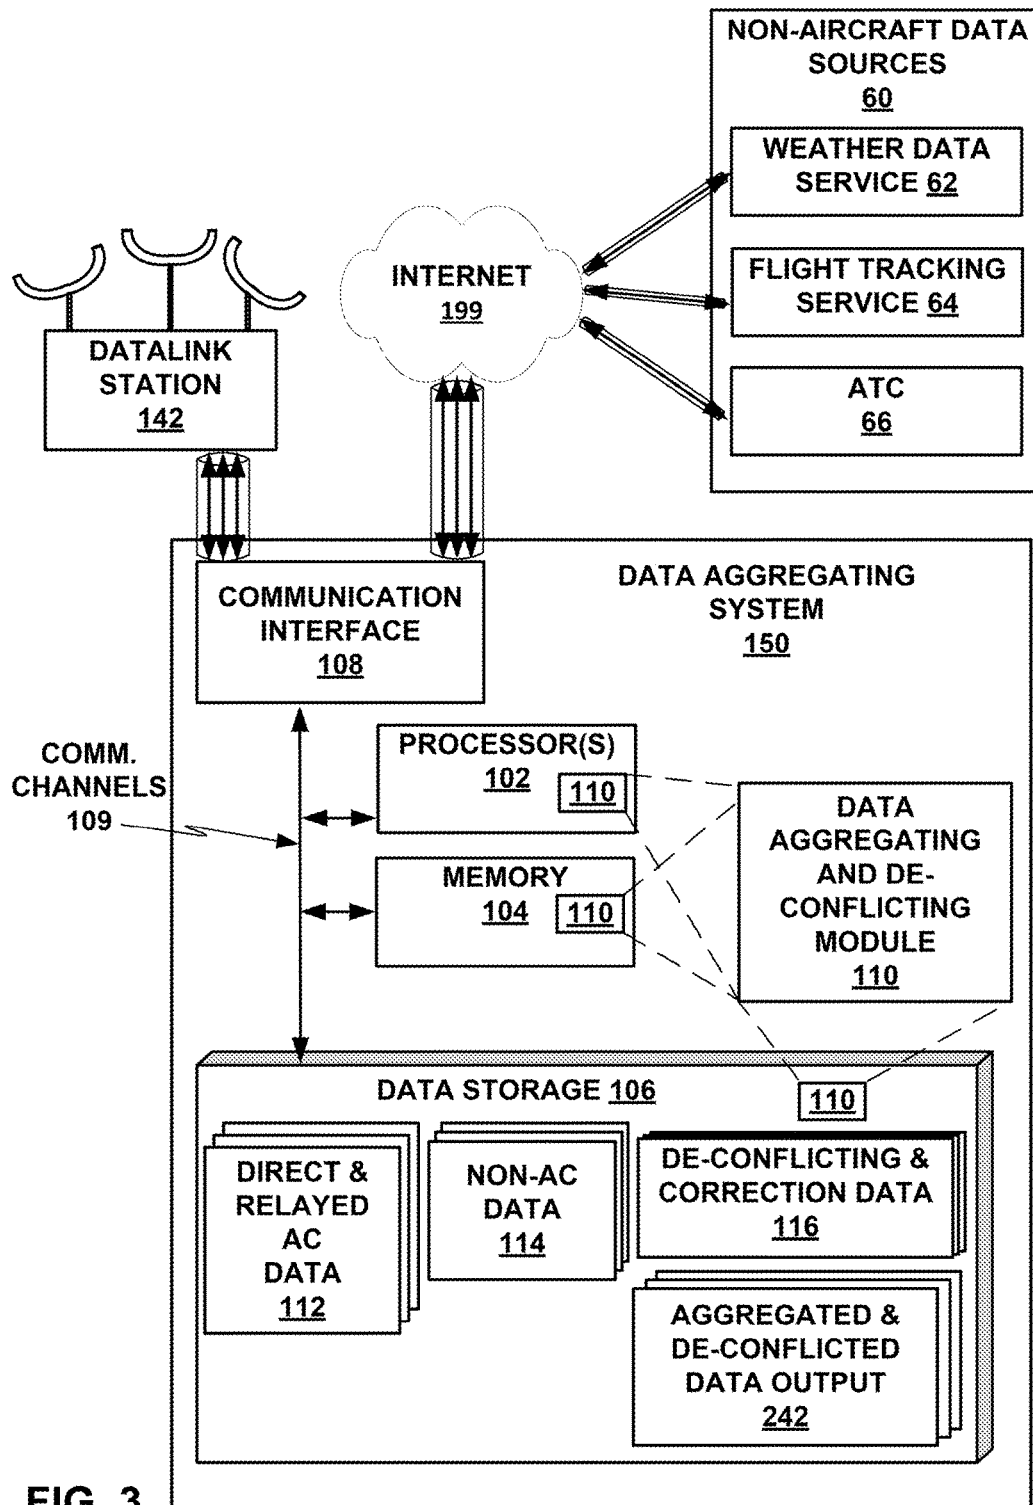 NON-AIRCRAFT DATA
SOURCES
60
WEATHER DATA
SERVICE 62
FLIGHT TRACKING
SERVICE 64
ATC
66
INTERNET
199
DATALINK
STATION
142
DATA AGGREGATING
SYSTEM
150
COMMUNICATION
INTERFACE
108
COMM.
CHANNELS
109
PROCESSOR(S)
102
110
MEMORY
104
110
DATA
AGGREGATING
AND DE-
CONFLICTING
MODULE
110
DATA STORAGE 106
110
DIRECT &
RELAYED
AC
DATA
112
NON-AC
DATA
114
DE-CONFLICTING &
CORRECTION DATA
116
AGGREGATED &
DE-CONFLICTED
DATA OUTPUT
242
FIG. 3